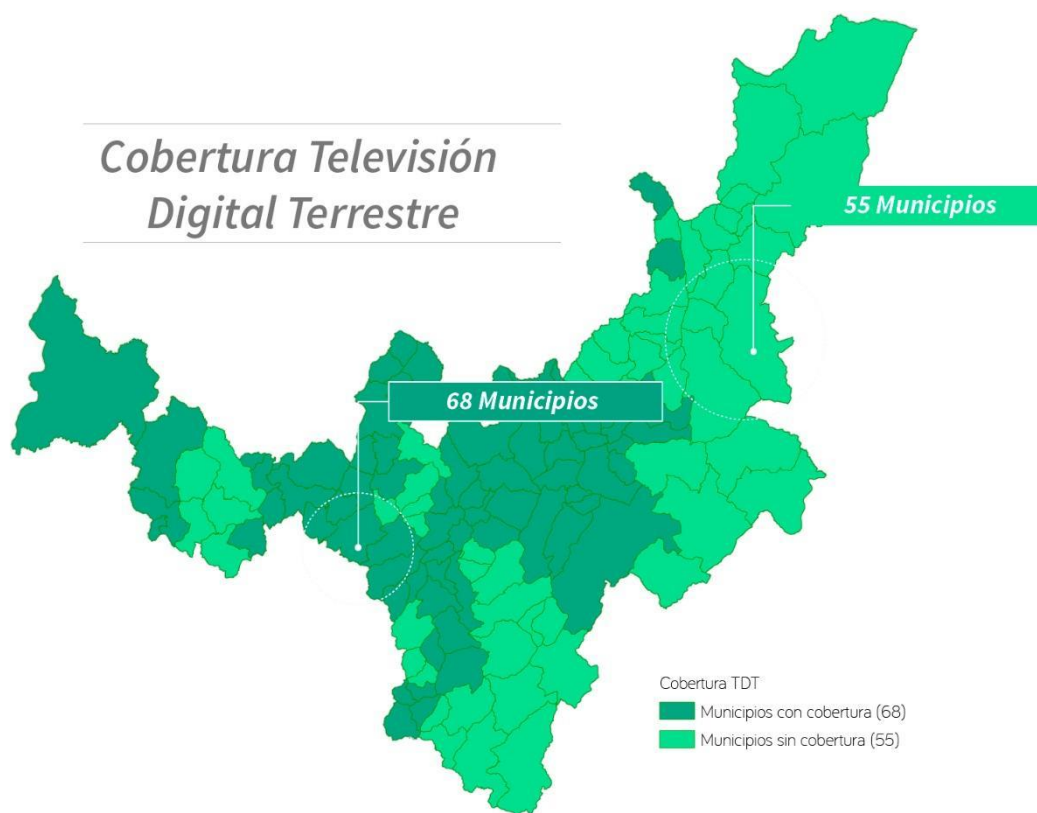 Cobertura Televisión
Digital Terrestre
55 Municipios
68 Municipios
Cobertura TDT
Municipios con cobertura (68)
Municipios sin cobertura (55)